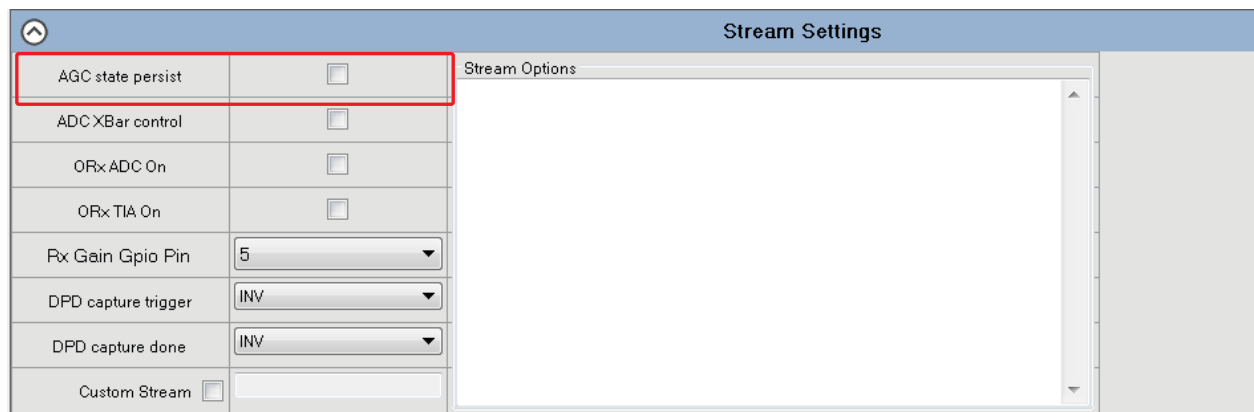 Stream Settings
AGC state persist
Stream Options
ADC XBar control
ORx ADC On
ORx TIA On
Rx Gain Gpio Pin 5
DPD capture trigger INV
DPD capture done INV
Custom Stream